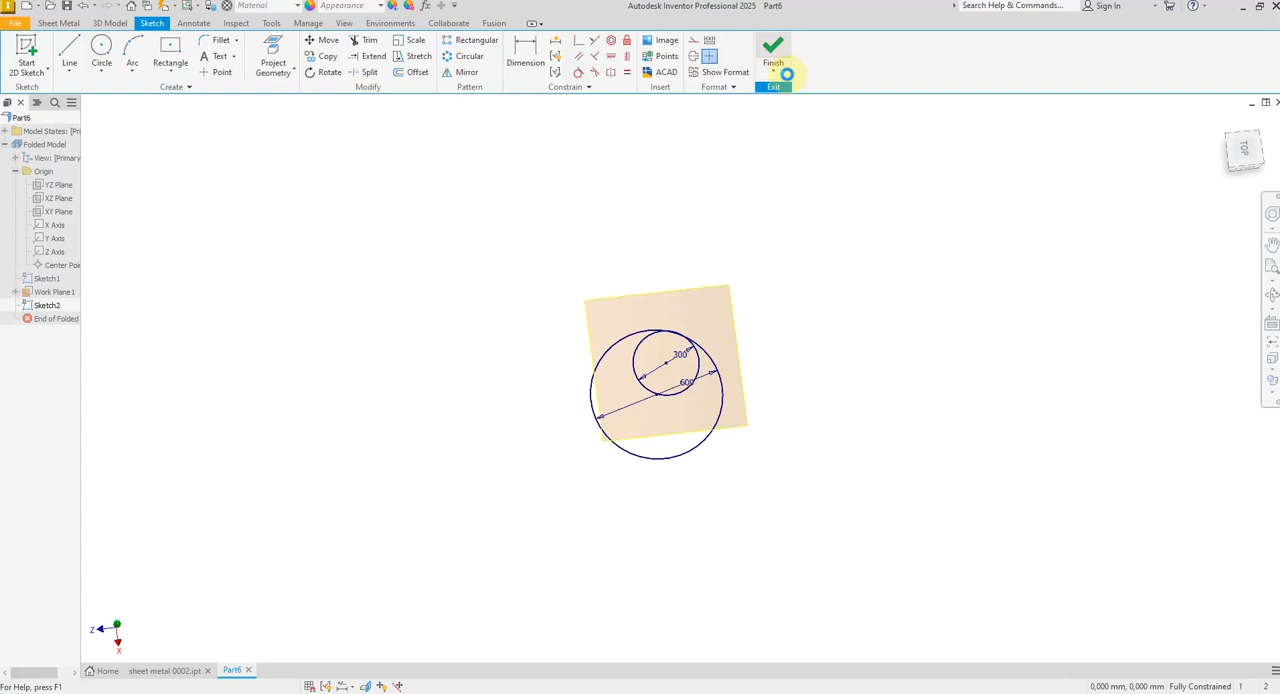 Material
Appearance
Autodesk Inventor Professional 2025 Part6
Search Help & Commands...
Sign In
File
Sheet Metal
3D Model
Sketch
Annotate
Inspect
Tools
Manage
View
Environments
Collaborate
Fusion
Start
2D Sketch
Line
Circle
Arc
Rectangle
Fillet
Text
Point
Project
Geometry
Move
Copy
Rotate
Trim
Extend
Split
Scale
Stretch
Offset
Rectangular
Circular
Mirror
Dimension
Image
Points
ACAD
Show Format
Finish
Sketch
Create
Modify
Pattern
Constrain
Insert
Format
Exit
Part6
Model States: [Pri
Folded Model
View: [Primary
Origin
YZ Plane
XZ Plane
XY Plane
X Axis
Y Axis
Z Axis
Center Poi
Sketch1
Work Plane1
Sketch2
End of Folded
TOP
300
600
Z
X
Home
sheet metal 0002.ipt
Part6
For Help, press F1
0,000 mm, 0,000 mm
Fully Constrained
1
2